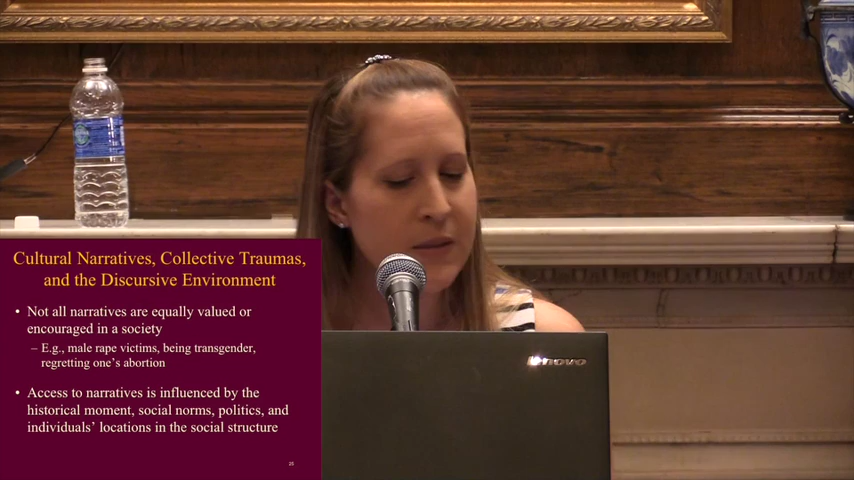 Cultural Narratives, Collective Traumas,
and the Discursive Environment
• Not all narratives are equally valued or
encouraged in a society
– E.g., male rape victims, being transgender,
regretting one's abortion
• Access to narratives is influenced by the
historical moment, social norms, politics, and
individuals' locations in the social structure
25
lenovo